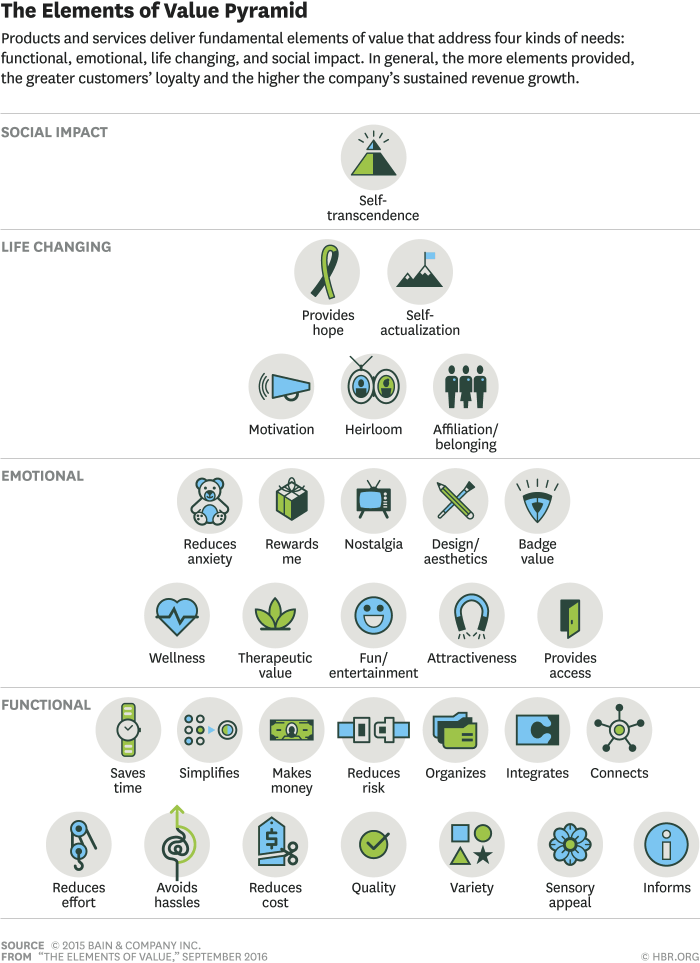 The Elements of Value Pyramid
Products and services deliver fundamental elements of value that address four kinds of needs:
functional, emotional, life changing, and social impact. In general, the more elements provided,
the greater customers’ loyalty and the higher the company’s sustained revenue growth.
SOCIAL IMPACT
Self-
transcendence
LIFE CHANGING
Provides
hope
Self-
actualization
Motivation
Heirloom
Affiliation/
belonging
EMOTIONAL
Reduces
anxiety
Rewards
me
Nostalgia
Design/
aesthetics
Badge
value
Wellness
Therapeutic
value
Fun/
entertainment
Attractiveness
Provides
access
FUNCTIONAL
Saves
time
Simplifies
Makes
money
Reduces
risk
Organizes
Integrates
Connects
$
Reduces
effort
Avoids
hassles
Reduces
cost
Quality
Variety
Sensory
appeal
i
Informs
SOURCE © 2015 BAIN & COMPANY INC.
FROM “THE ELEMENTS OF VALUE,” SEPTEMBER 2016
© HBR.ORG